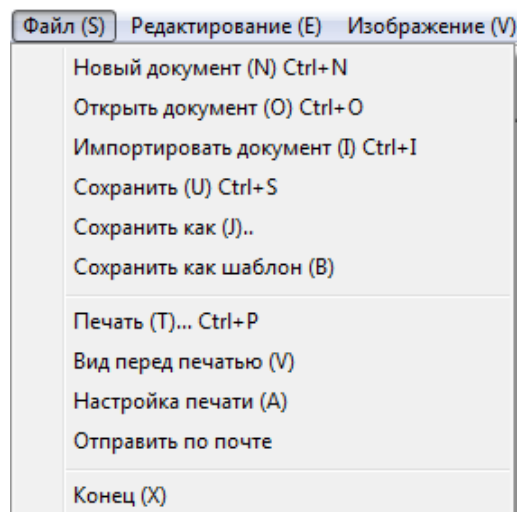 Файл (S) Редактирование (E) Изображение (V)
Новый документ (N) Ctrl+N
Открыть документ (O) Ctrl+O
Импортировать документ (I) Ctrl+I
Сохранить (U) Ctrl+S
Сохранить как (J)..
Сохранить как шаблон (B)
Печать (T)... Ctrl+P
Вид перед печатью (V)
Настройка печати (A)
Отправить по почте
Конец (X)